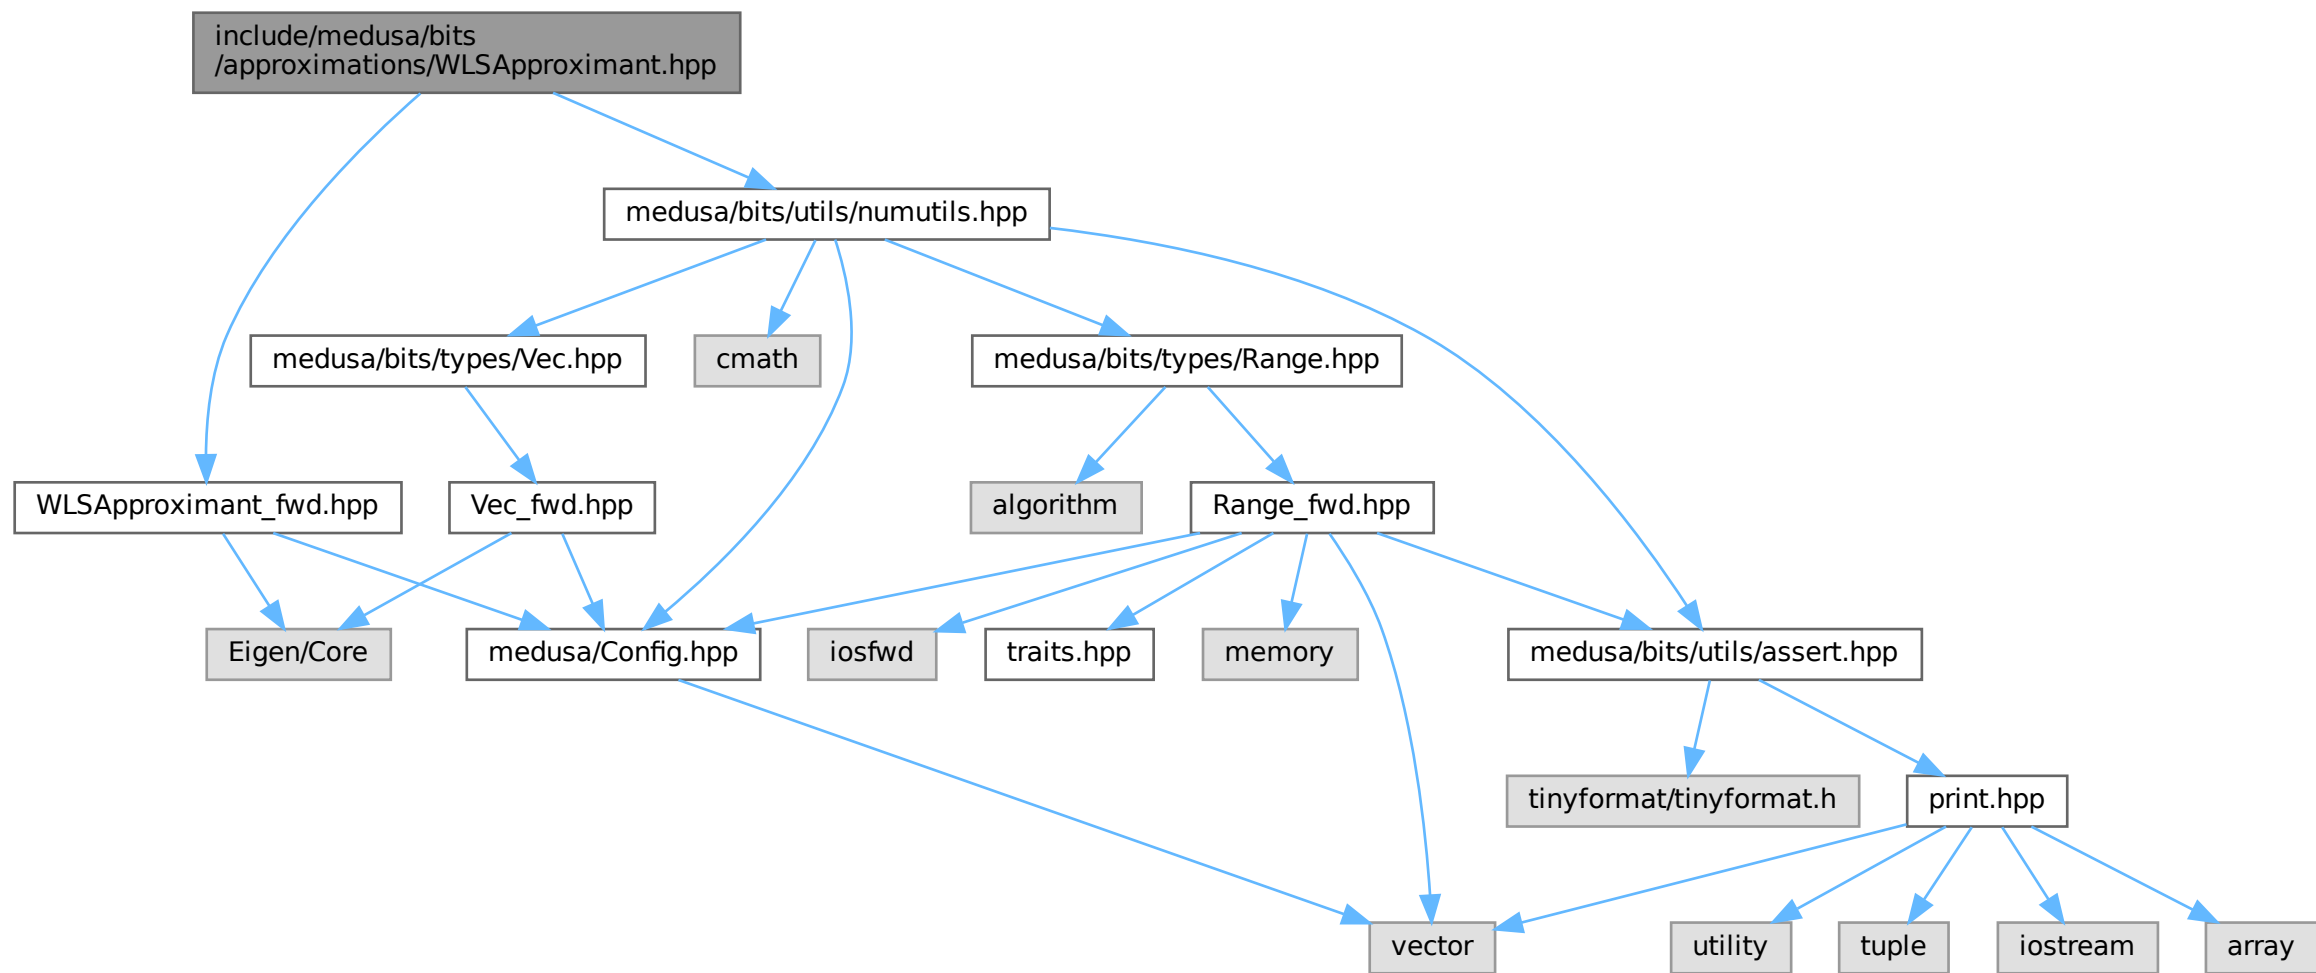 include/medusa/bits
/approximations/WLSApproximant.hpp
medusa/bits/utils/numutils.hpp
medusa/bits/types/Vec.hpp
cmath
medusa/bits/types/Range.hpp
WLSApproximant_fwd.hpp
Vec_fwd.hpp
algorithm
Range_fwd.hpp
Eigen/Core
medusa/Config.hpp
iosfwd
traits.hpp
memory
medusa/bits/utils/assert.hpp
tinyformat/tinyformat.h
print.hpp
vector
utility
tuple
iostream
array